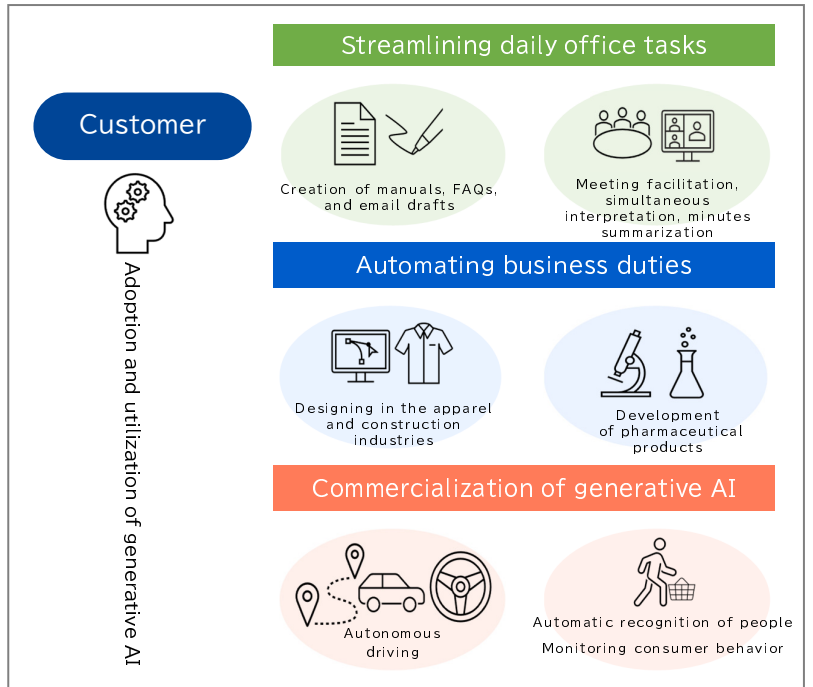 Streamlining daily office tasks
Customer
Creation of manuals, FAQs,
and email drafts
Meeting facilitation,
simultaneous
interpretation, minutes
summarization
Adoption and utilization of generative AI
Automating business duties
Designing in the apparel
and construction
industries
Development
of pharmaceutical
products
Commercialization of generative AI
Autonomous
driving
Automatic recognition of people
Monitoring consumer behavior